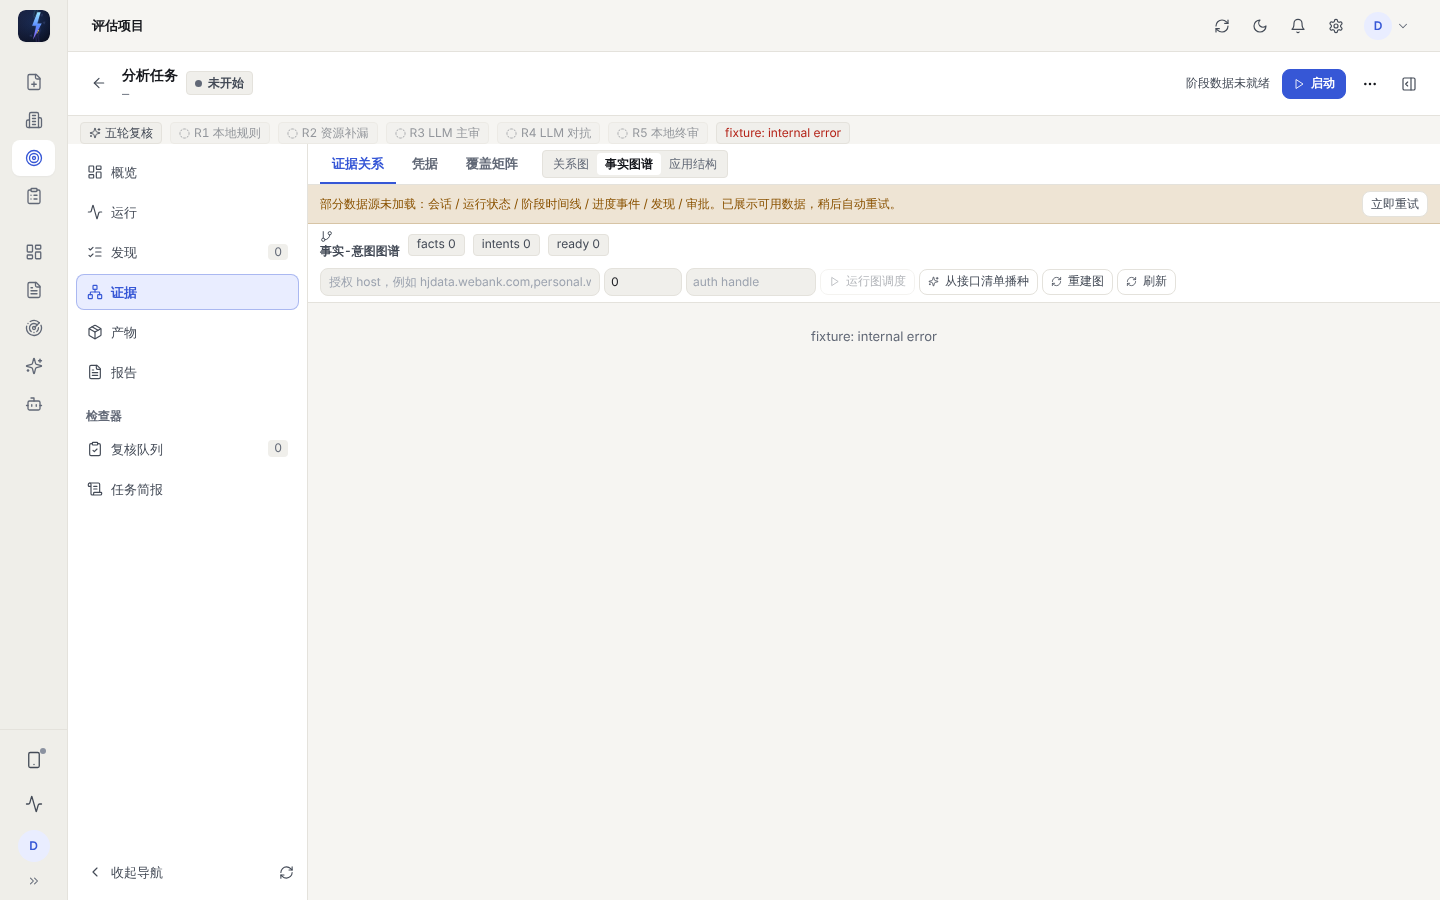 评估项目
D
分析任务
—
未开始
阶段数据未就绪
启动
五轮复核
R1 本地规则
R2 资源补漏
R3 LLM 主审
R4 LLM 对抗
R5 本地终审
fixture: internal error
概览
运行
发现 0
证据
产物
报告
检查器
复核队列 0
任务简报
收起导航
D
证据关系
凭据
覆盖矩阵
关系图
事实图谱
应用结构
部分数据源未加载：会话 / 运行状态 / 阶段时间线 / 进度事件 / 发现 / 审批。已展示可用数据，稍后自动重试。
立即重试
事实-意图图谱
facts 0
intents 0
ready 0
授权 host，例如 hjdata.webank.com,personal.w
0
auth handle
运行图调度
从接口清单播种
重建图
刷新
fixture: internal error